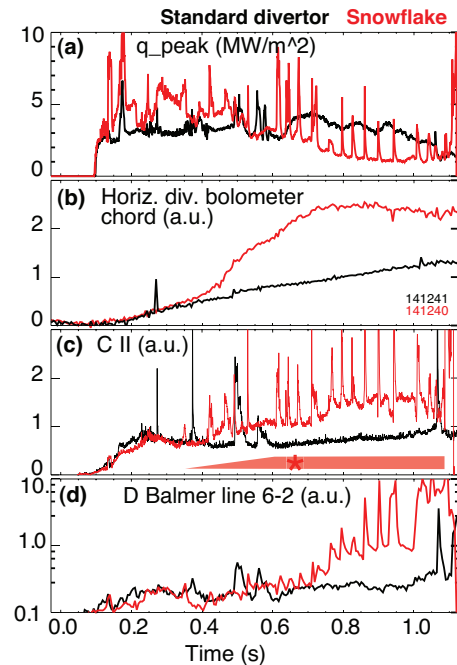 Standard divertor Snowflake
(a) q_peak (MW/m^2)
10
5
0
(b) Horiz. div. bolometer
chord (a.u.)
2
1
0
141241
141240
(c) C II (a.u.)
2
1
0
*
(d) D Balmer line 6-2 (a.u.)
10.0
1.0
0.1
0.0 0.2 0.4 0.6 0.8 1.0
Time (s)